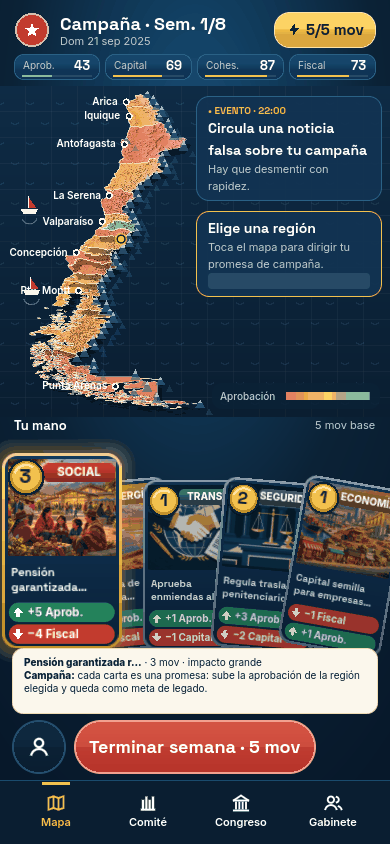 Campaña · Sem. 1/8
Dom 21 sep 2025
5/5 mov
Aprob. 43
Capital 69
Cohes. 87
Fiscal 73
Arica
Iquique
Antofagasta
La Serena
Valparaíso
Concepción
Montt
Punta Arenas
• EVENTO · 22:00
Circula una noticia
falsa sobre tu campaña
Hay que desmentir con
rapidez.
Elige una región
Toca el mapa para dirigir tu
promesa de campaña.
Aprobación
Tu mano
5 mov base
3
SOCIAL
Pensión
garantizada...
+5 Aprob.
−4 Fiscal
1
TRANS
Aprueba
enmiendas al
+1 Aprob.
−1 Capita
2
SEGURID
Regula trasla
penitenciario
+3 Aprob
−2 Capita
1
ECONOMÍ
Capital semilla
para empresas...
−1 Fiscal
+1 Aprob.
Pensión garantizada r... · 3 mov · impacto grande
Campaña: cada carta es una promesa: sube la aprobación de la región
elegida y queda como meta de legado.
Terminar semana · 5 mov
Mapa
Comité
Congreso
Gabinete